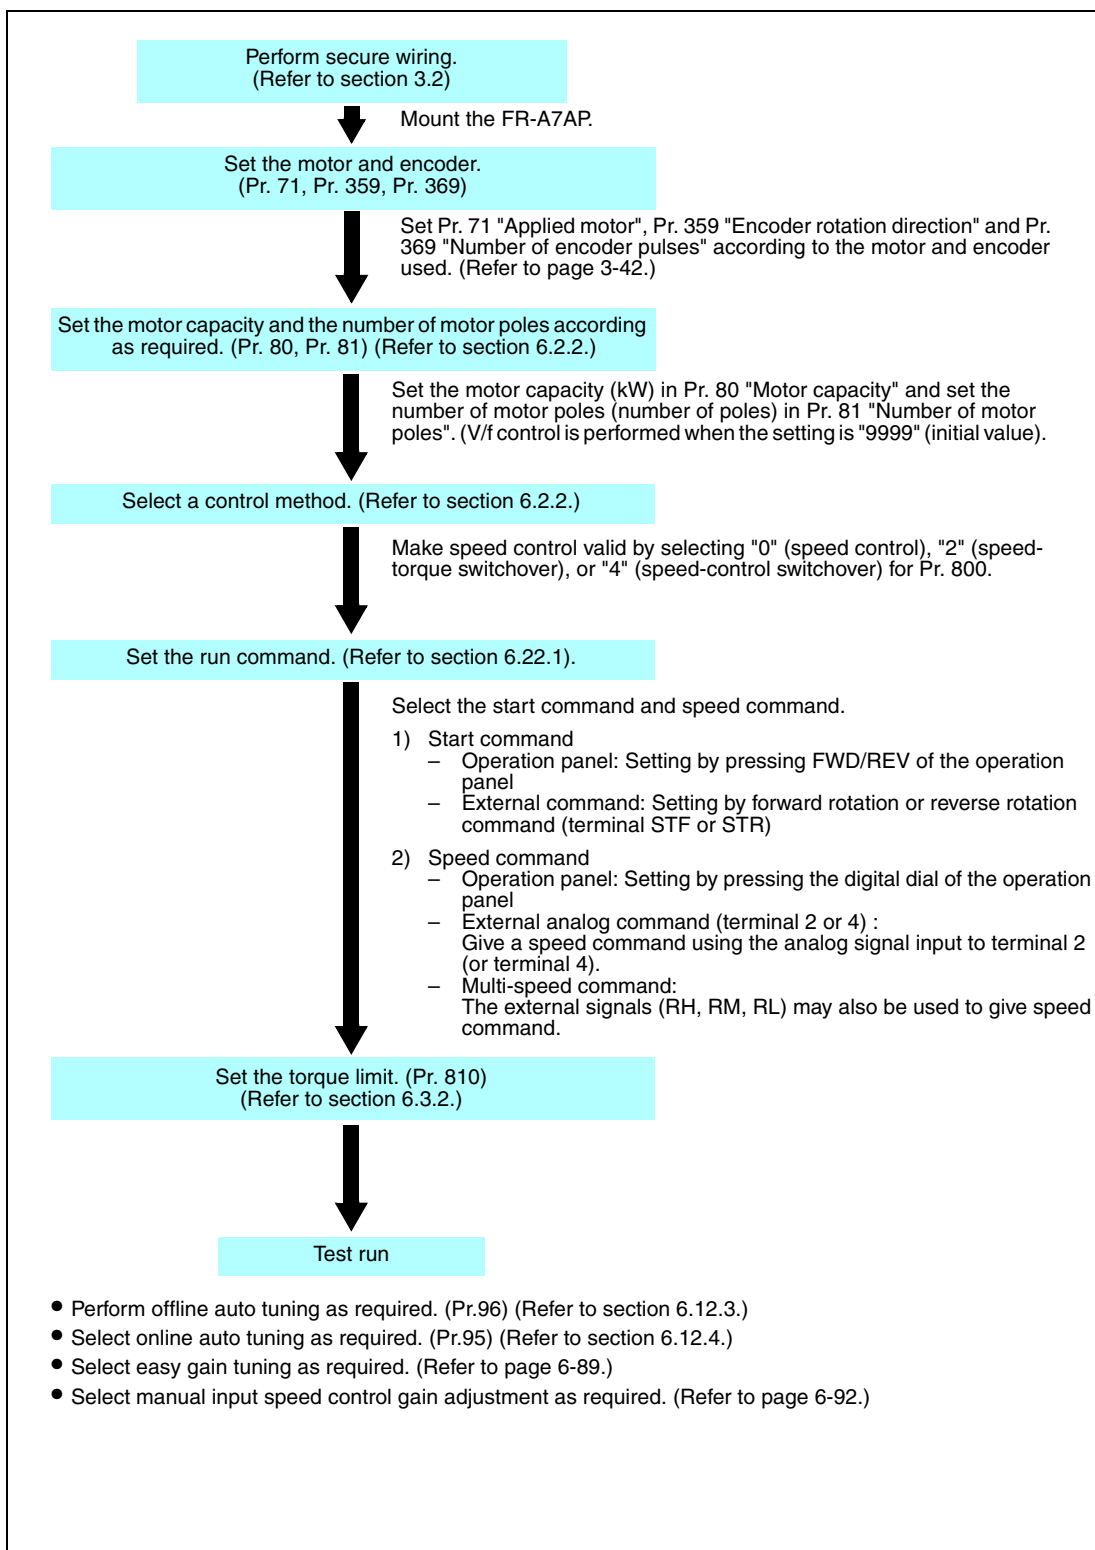 Perform secure wiring.
(Refer to section 3.2)
Mount the FR-A7AP.
Set the motor and encoder.
(Pr. 71, Pr. 359, Pr. 369)
Set Pr. 71 "Applied motor", Pr. 359 "Encoder rotation direction" and Pr.
369 "Number of encoder pulses" according to the motor and encoder
used. (Refer to page 3-42.)
Set the motor capacity and the number of motor poles according
as required. (Pr. 80, Pr. 81) (Refer to section 6.2.2.)
Set the motor capacity (kW) in Pr. 80 "Motor capacity" and set the
number of motor poles (number of poles) in Pr. 81 "Number of motor
poles". (V/f control is performed when the setting is "9999" (initial value).
Select a control method. (Refer to section 6.2.2.)
Make speed control valid by selecting "0" (speed control), "2" (speed-
torque switchover), or "4" (speed-control switchover) for Pr. 800.
Set the run command. (Refer to section 6.22.1).
Select the start command and speed command.
1) Start command
– Operation panel: Setting by pressing FWD/REV of the operation
panel
– External command: Setting by forward rotation or reverse rotation
command (terminal STF or STR)
2) Speed command
– Operation panel: Setting by pressing the digital dial of the operation
panel
– External analog command (terminal 2 or 4) :
Give a speed command using the analog signal input to terminal 2
(or terminal 4).
– Multi-speed command:
The external signals (RH, RM, RL) may also be used to give speed
command.
Set the torque limit. (Pr. 810)
(Refer to section 6.3.2.)
Test run
● Perform offline auto tuning as required. (Pr.96) (Refer to section 6.12.3.)
● Select online auto tuning as required. (Pr.95) (Refer to section 6.12.4.)
● Select easy gain tuning as required. (Refer to page 6-89.)
● Select manual input speed control gain adjustment as required. (Refer to page 6-92.)